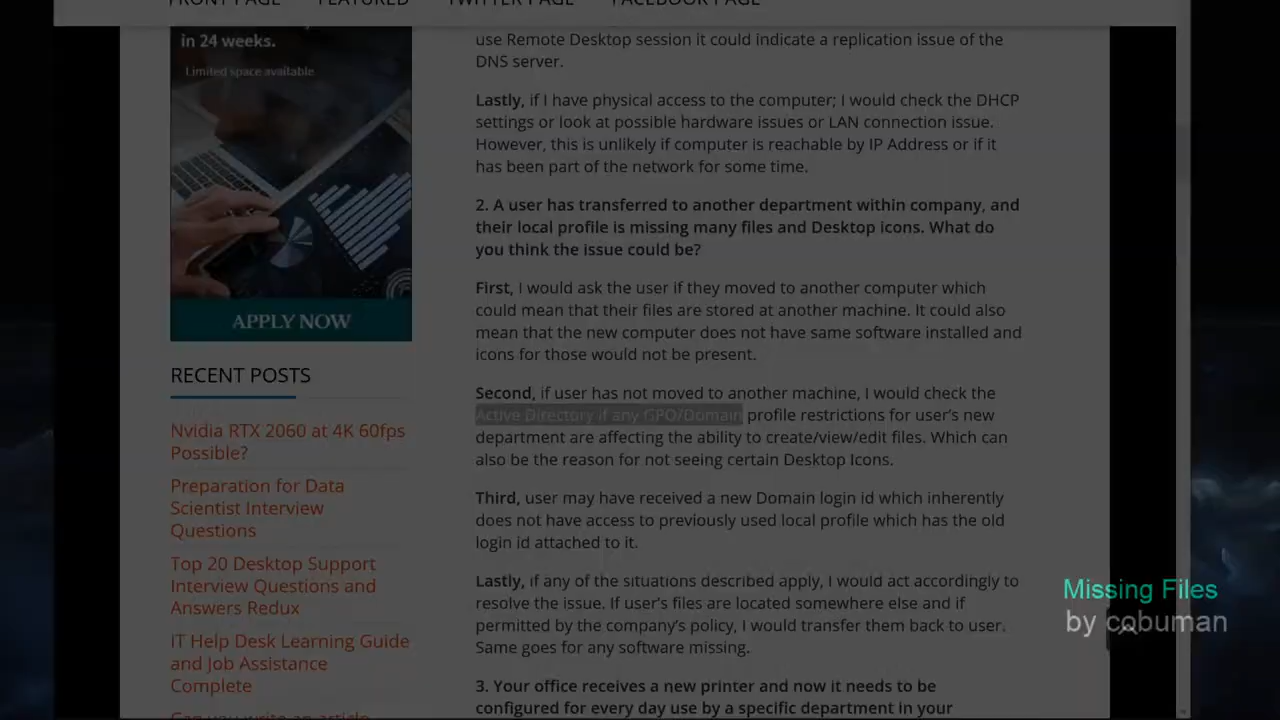 FRONT PAGE FEATURED TWITTER PAGE FACEBOOK PAGE
in 24 weeks.
Limited space available
APPLY NOW
RECENT POSTS
Nvidia RTX 2060 at 4K 60fps
Possible?
Preparation for Data
Scientist Interview
Questions
Top 20 Desktop Support
Interview Questions and
Answers Redux
IT Help Desk Learning Guide
and Job Assistance
Complete
Can you write an article
use Remote Desktop session it could indicate a replication issue of the
DNS server.
Lastly, if I have physical access to the computer; I would check the DHCP
settings or look at possible hardware issues or LAN connection issue.
However, this is unlikely if computer is reachable by IP Address or if it
has been part of the network for some time.
2. A user has transferred to another department within company, and
their local profile is missing many files and Desktop icons. What do
you think the issue could be?
First, I would ask the user if they moved to another computer which
could mean that their files are stored at another machine. It could also
mean that the new computer does not have same software installed and
icons for those would not be present.
Second, if user has not moved to another machine, I would check the
Active Directory if any GPO/Domain profile restrictions for user's new
department are affecting the ability to create/view/edit files. Which can
also be the reason for not seeing certain Desktop Icons.
Third, user may have received a new Domain login id which inherently
does not have access to previously used local profile which has the old
login id attached to it.
Lastly, if any of the situations described apply, I would act accordingly to
resolve the issue. If user's files are located somewhere else and if
permitted by the company's policy, I would transfer them back to user.
Same goes for any software missing.
3. Your office receives a new printer and now it needs to be
configured for every day use by a specific department in your
Missing Files
by cobuman